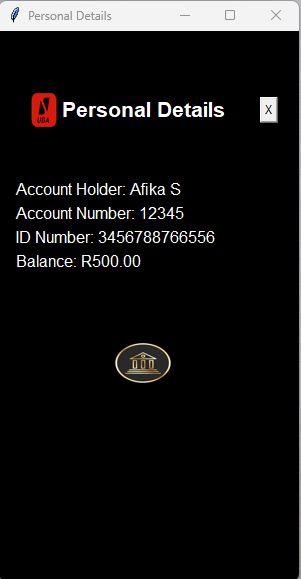 Personal Details
Personal Details
X
UBA
Account Holder: Afika S
Account Number: 12345
ID Number: 3456788766556
Balance: R500.00